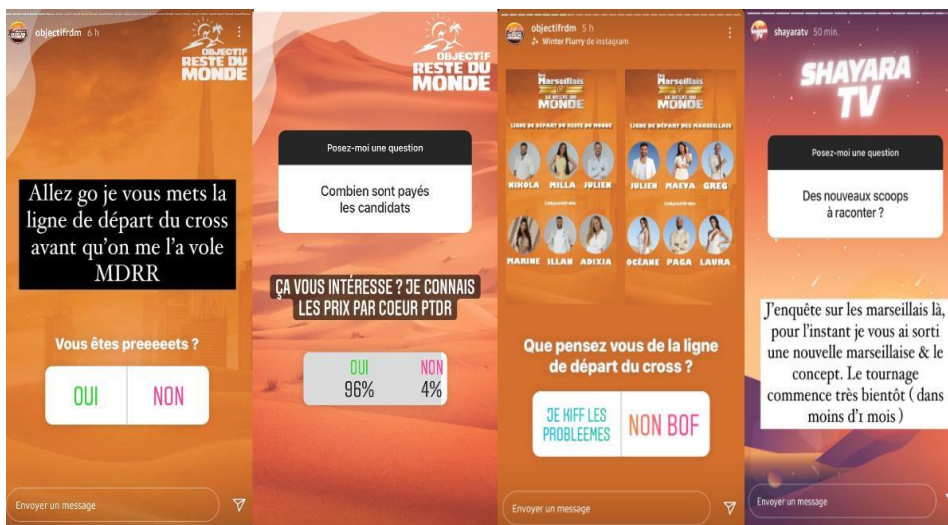 objectifrdm 6 h
OBJECTIF
RESTE DU
MONDE
Allez go je vous mets la
ligne de départ du cross
avant qu'on me l'a vole
MDRR
Vous êtes preeeeets ?
OUI NON
Envoyer un message
OBJECTIF
RESTE DU
MONDE
Posez-moi une question
Combien sont payés
les candidats
ÇA VOUS INTÉRESSE ? JE CONNAIS
LES PRIX PAR COEUR PTDR
OUI NON
96% 4%
objectifrdm 5 h
Winter Flurry de instagram
les
Marseillais
LE RESTE DU
MONDE
LIGNE DE DÉPART DU RESTE DU MONDE
NIKOLA MILLA JULIEN
MARINE ILLAN ADIXIA
les
Marseillais
LE RESTE DU
MONDE
LIGNE DE DÉPART DES MARSEILLAIS
JULIEN MAEVA GREG
OCÉANE PAGA LAURA
Que pensez vous de la ligne
de départ du cross ?
JE KIFF LES
PROBLEEMES
NON BOF
Envoyer un message
shayaratv 50 min.
SHAYARA
TV
Posez-moi une question
Des nouveaux scoops
à raconter ?
J'enquête sur les marseillais là,
pour l'instant je vous ai sorti
une nouvelle marseillaise & le
concept. Le tournage
commence très bientôt ( dans
moins d'1 mois )
Envoyer un message